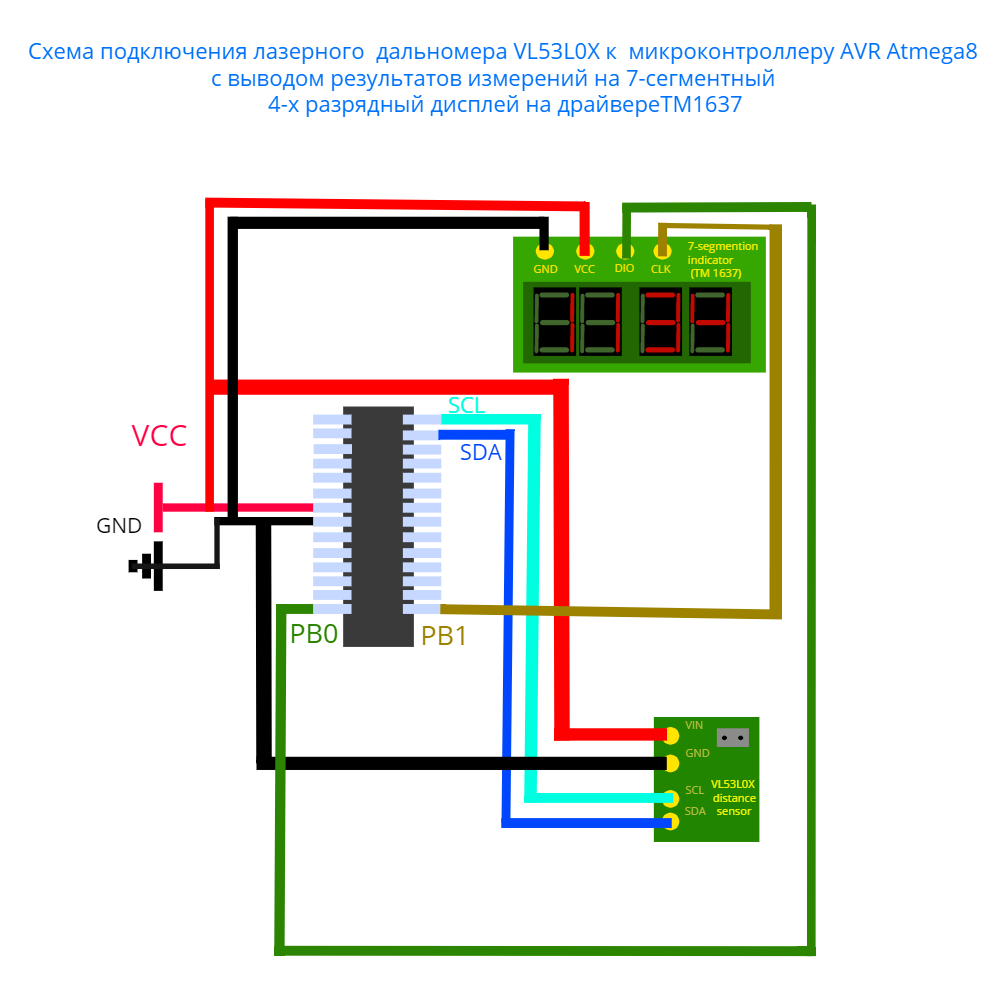 Схема подключения лазерного дальномера VL53L0X к микроконтроллеру AVR Atmega8
с выводом результатов измерений на 7-сегментный
4-х разрядный дисплей на драйвереTM1637
7-segmention
indicator
(TM 1637)
GND VCC DIO CLK
SCL
VCC
SDA
GND
PB0
PB1
VIN
GND
VL53L0X
SCL
distance
SDA
sensor